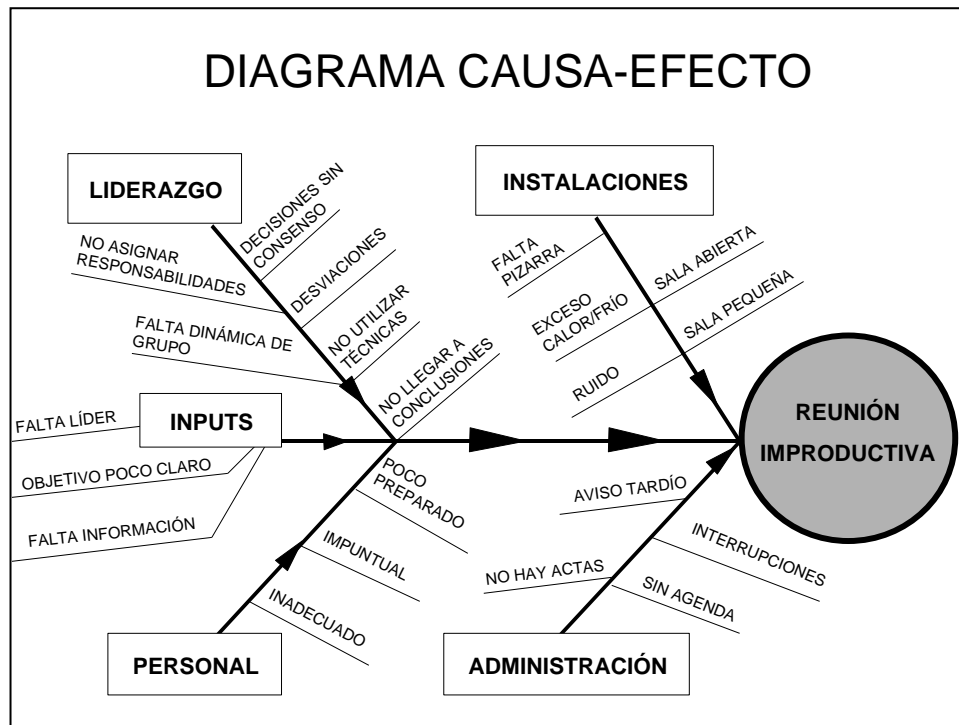 DIAGRAMA CAUSA-EFECTO
LIDERAZGO
DECISIONES SIN
CONSENSO
NO ASIGNAR
RESPONSABILIDADES
DESVIACIONES
FALTA DINÁMICA DE
GRUPO
NO UTILIZAR
TÉCNICAS
NO LLEGAR A
CONCLUSIONES
INSTALACIONES
FALTA
PIZARRA
SALA ABIERTA
EXCESO
CALOR/FRÍO
SALA PEQUEÑA
RUIDO
INPUTS
FALTA LÍDER
OBJETIVO POCO CLARO
FALTA INFORMACIÓN
REUNIÓN
IMPRODUCTIVA
POCO
PREPARADO
IMPUNTUAL
INADECUADO
PERSONAL
AVISO TARDÍO
INTERRUPCIONES
NO HAY ACTAS
SIN AGENDA
ADMINISTRACIÓN